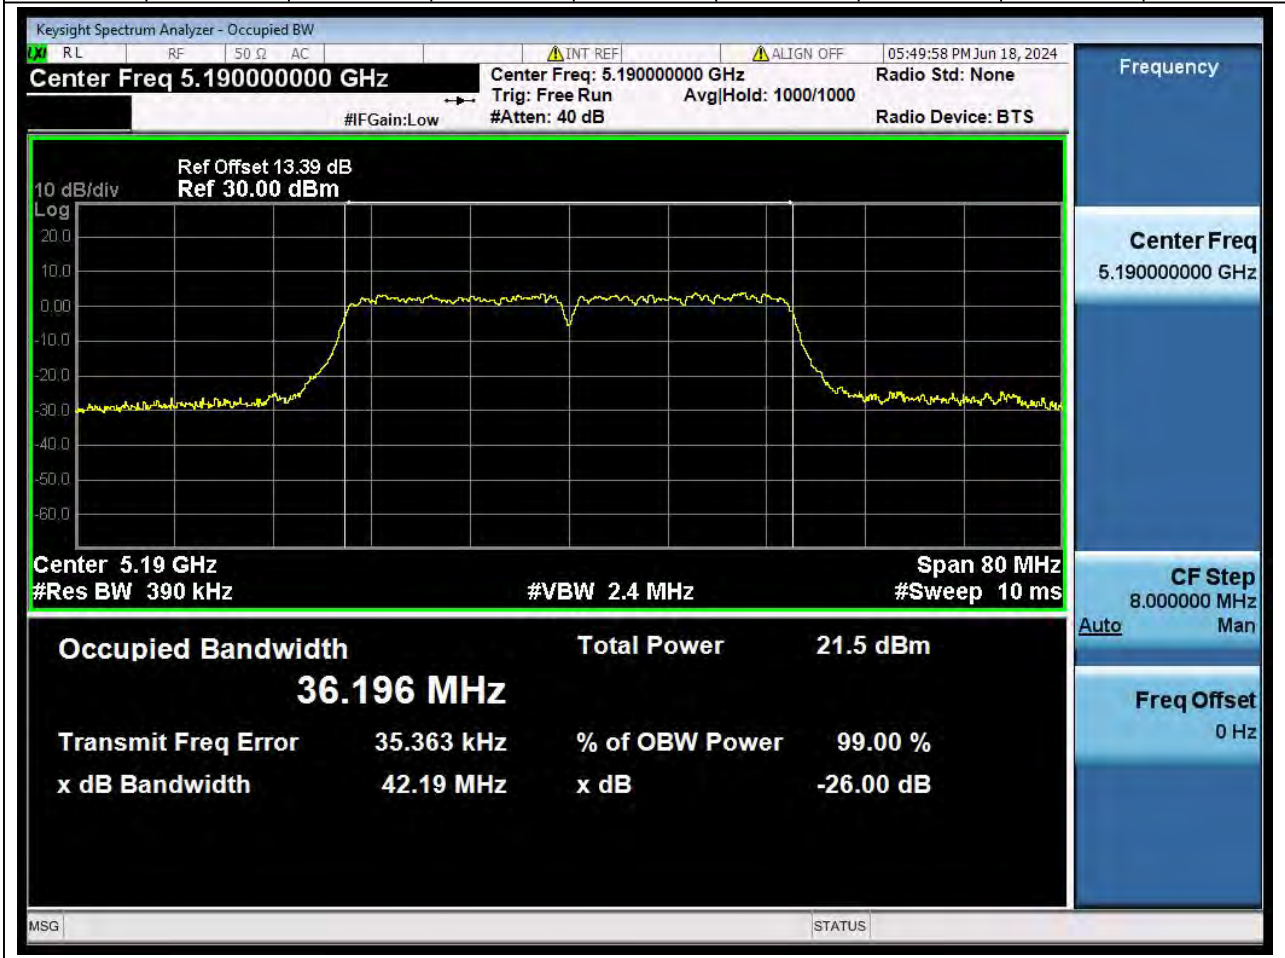 Keysight Spectrum Analyzer - Occupied BW
LXI RL RF 50 Ω AC INT REF ALIGN OFF 05:49:58 PM Jun 18, 2024
Center Freq 5.190000000 GHz
Center Freq: 5.190000000 GHz Radio Std: None
Trig: Free Run Avg|Hold: 1000/1000
#IFGain:Low #Atten: 40 dB Radio Device: BTS
Ref Offset 13.39 dB
10 dB/div Ref 30.00 dBm
Log
20.0
10.0
0.00
-10.0
-20.0
-30.0
-40.0
-50.0
-60.0
Center 5.19 GHz Span 80 MHz
#Res BW 390 kHz #VBW 2.4 MHz #Sweep 10 ms
Occupied Bandwidth Total Power 21.5 dBm
36.196 MHz
Transmit Freq Error 35.363 kHz % of OBW Power 99.00 %
x dB Bandwidth 42.19 MHz x dB -26.00 dB
MSG STATUS
Frequency
Center Freq
5.190000000 GHz
CF Step
8.000000 MHz
Auto Man
Freq Offset
0 Hz